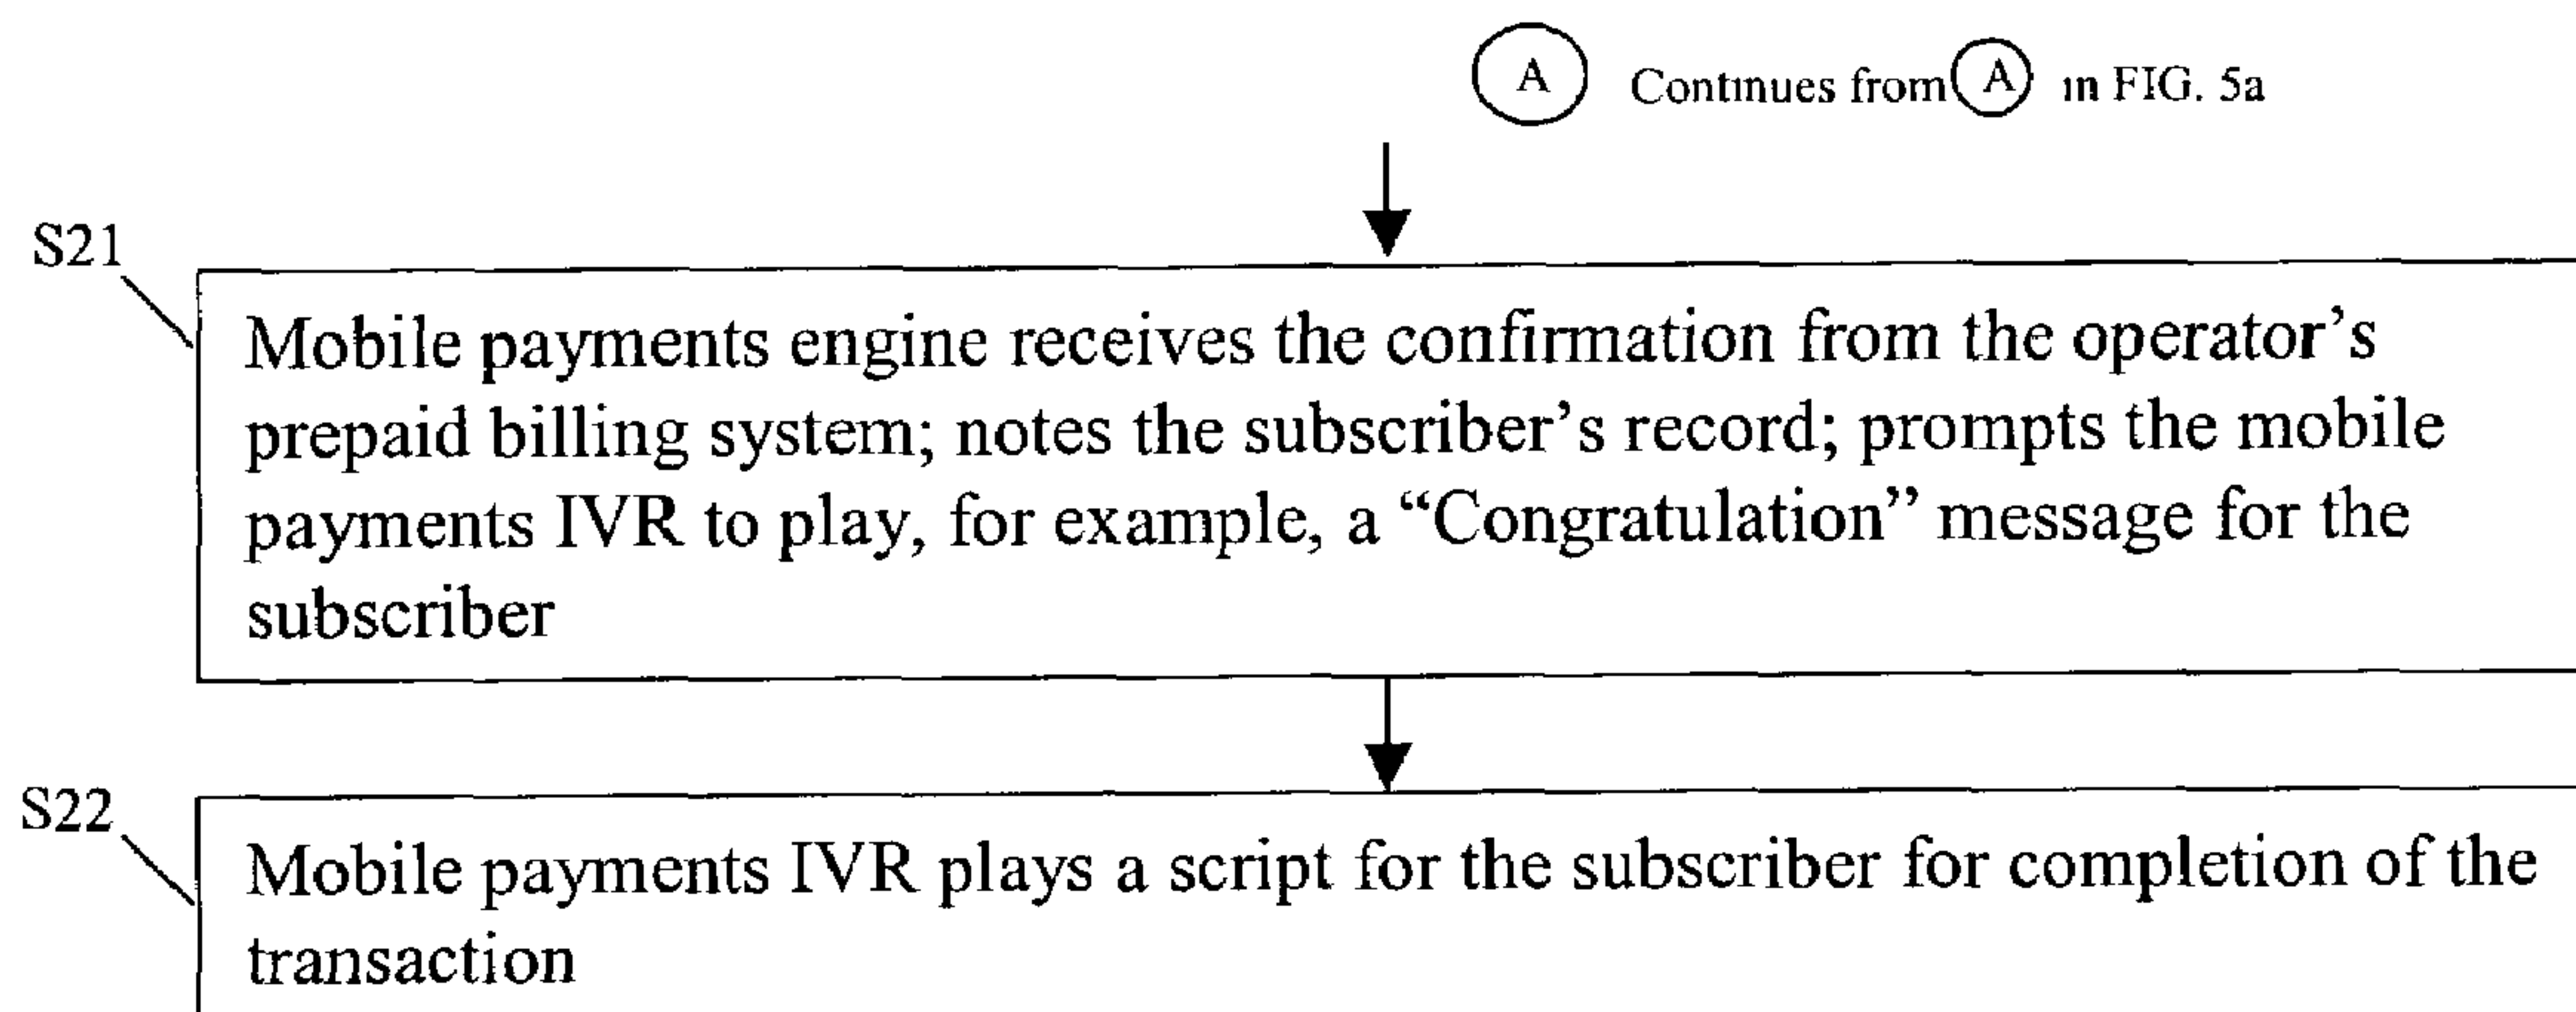 A Continues from A in FIG. 5a
S21
Mobile payments engine receives the confirmation from the operator’s
prepaid billing system; notes the subscriber’s record; prompts the mobile
payments IVR to play, for example, a “Congratulation” message for the
subscriber
S22
Mobile payments IVR plays a script for the subscriber for completion of the
transaction